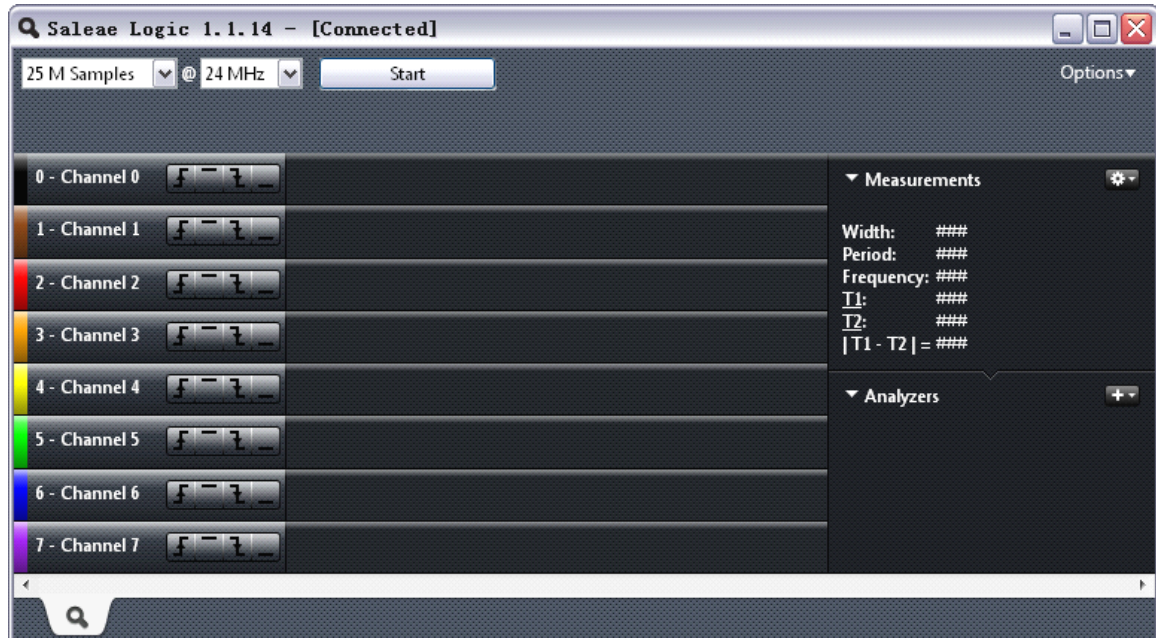 Saleae Logic 1.1.14 - [Connected]
25 M Samples @ 24 MHz Start Options
0 - Channel 0
1 - Channel 1
2 - Channel 2
3 - Channel 3
4 - Channel 4
5 - Channel 5
6 - Channel 6
7 - Channel 7
Measurements
Width: ###
Period: ###
Frequency: ###
T1: ###
T2: ###
| T1 - T2 | = ###
Analyzers